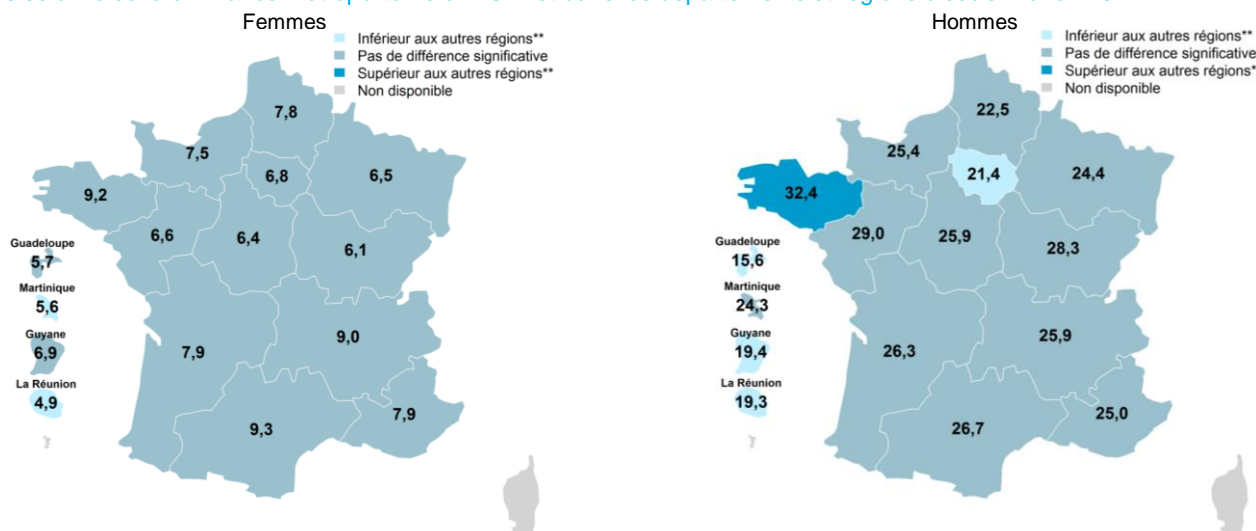 Femmes
Inférieur aux autres régions**
Pas de différence significative
Supérieur aux autres régions**
Non disponible
7,8
7,5
6,8
6,5
9,2
6,6
6,4
6,1
Guadeloupe
5,7
Martinique
5,6
Guyane
6,9
La Réunion
4,9
7,9
9,0
9,3
7,9
Hommes
Inférieur aux autres régions**
Pas de différence significative
Supérieur aux autres régions*
Non disponible
22,5
25,4
21,4
24,4
32,4
29,0
25,9
28,3
Guadeloupe
15,6
Martinique
24,3
Guyane
19,4
La Réunion
19,3
26,3
25,9
26,7
25,0